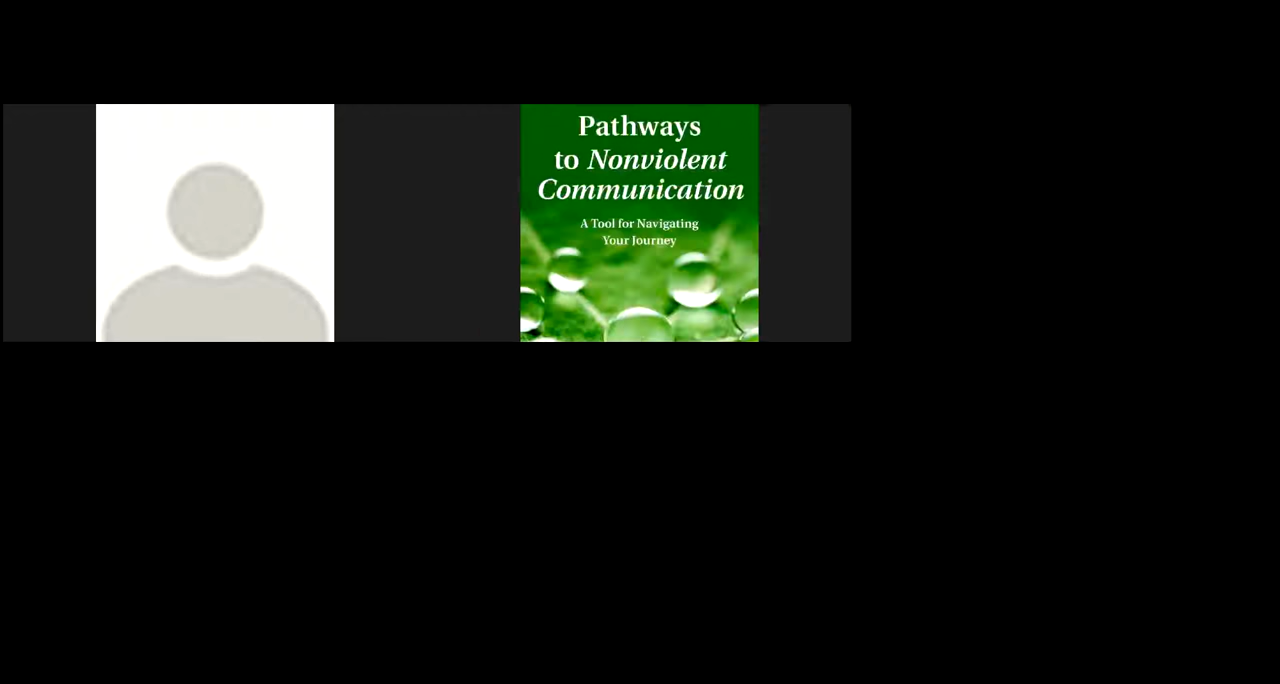 Pathways
to Nonviolent
Communication
A Tool for Navigating
Your Journey